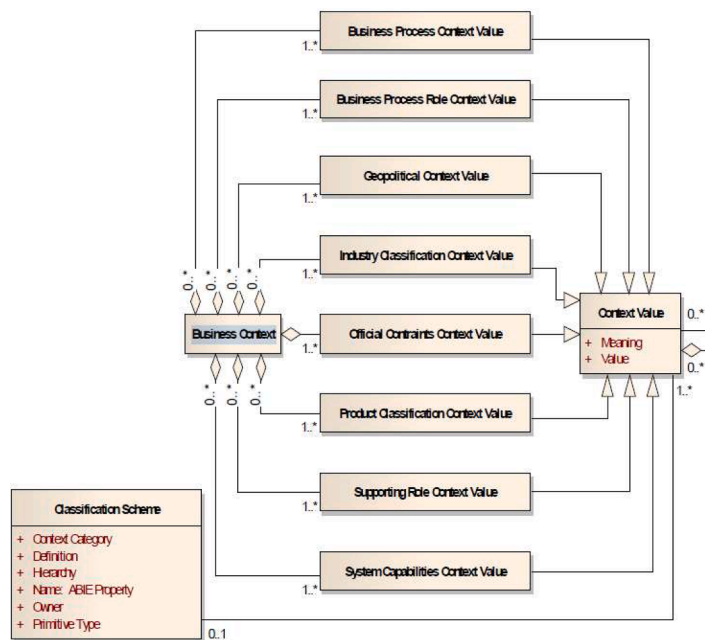 Business Process Context Value
1..*
Business Process Role Context Value
1..*
Geopolitical Context Value
1..*
Industry Classification Context Value
1..*
0..*
0..*
0..*
0..*
Business Context
Official Contraints Context Value
1..*
Context Value
+ Meaning
+ Value
0..*
0..*
1..*
0..*
0..*
0..*
Product Classification Context Value
1..*
Supporting Role Context Value
1..*
System Capabilities Context Value
1..*
Classification Scheme
+ Context Category
+ Definition
+ Hierarchy
+ Name: ABIE Property
+ Owner
+ Primitive Type
0..1